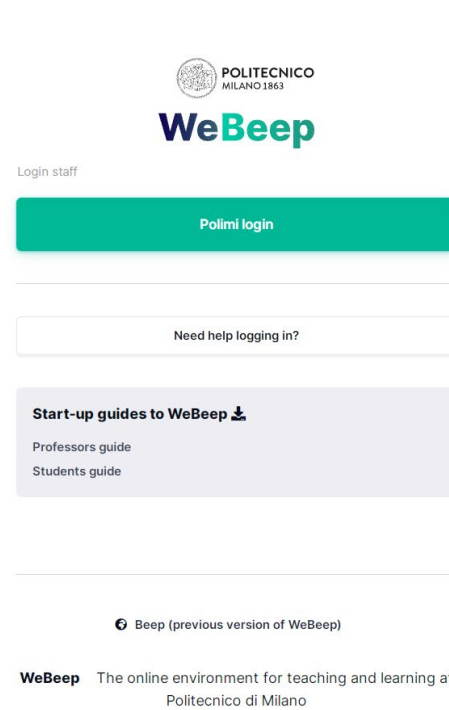 POLITECNICO
MILANO 1863
WeBeep
Login staff
Polimi login
Need help logging in?
Start-up guides to WeBeep
Professors guide
Students guide
Beep (previous version of WeBeep)
WeBeep The online environment for teaching and learning at
Politecnico di Milano